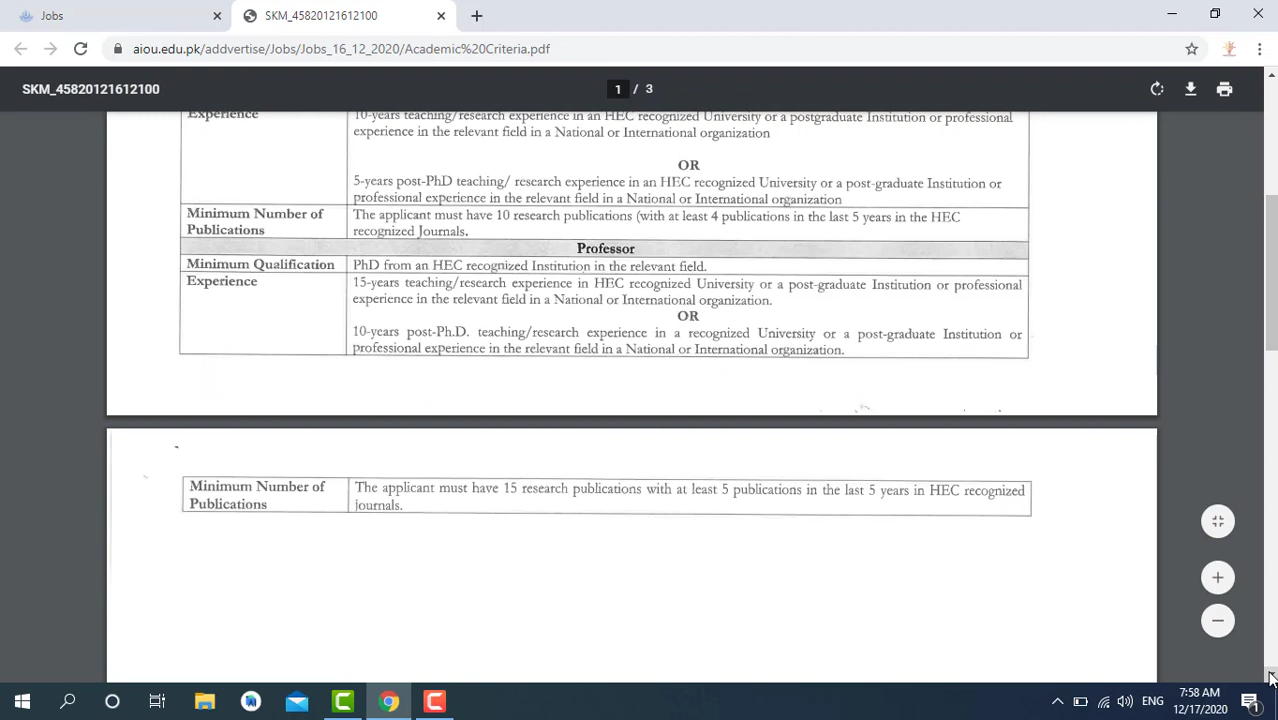 Jobs
SKM_45820121612100
aiou.edu.pk/addvertise/Jobs/Jobs_16_12_2020/Academic%20Criteria.pdf
SKM_45820121612100
1 / 3
Experience
10-years teaching/research experience in an HEC recognized University or a postgraduate Institution or professional
experience in the relevant field in a National or International organization
OR
5-years post-PhD teaching/ research experience in an HEC recognized University or a post-graduate Institution or
professional experience in the relevant field in a National or International organization
Minimum Number of
Publications
The applicant must have 10 research publications (with at least 4 publications in the last 5 years in the HEC
recognized Journals.
Professor
Minimum Qualification
PhD from an HEC recognized Institution in the relevant field.
Experience
15-years teaching/research experience in HEC recognized University or a post-graduate Institution or professional
experience in the relevant field in a National or International organization.
OR
10-years post-Ph.D. teaching/research experience in a recognized University or a post-graduate Institution or
professional experience in the relevant field in a National or International organization.
Minimum Number of
Publications
The applicant must have 15 research publications with at least 5 publications in the last 5 years in HEC recognized
journals.
ENG
7:58 AM
12/17/2020
1